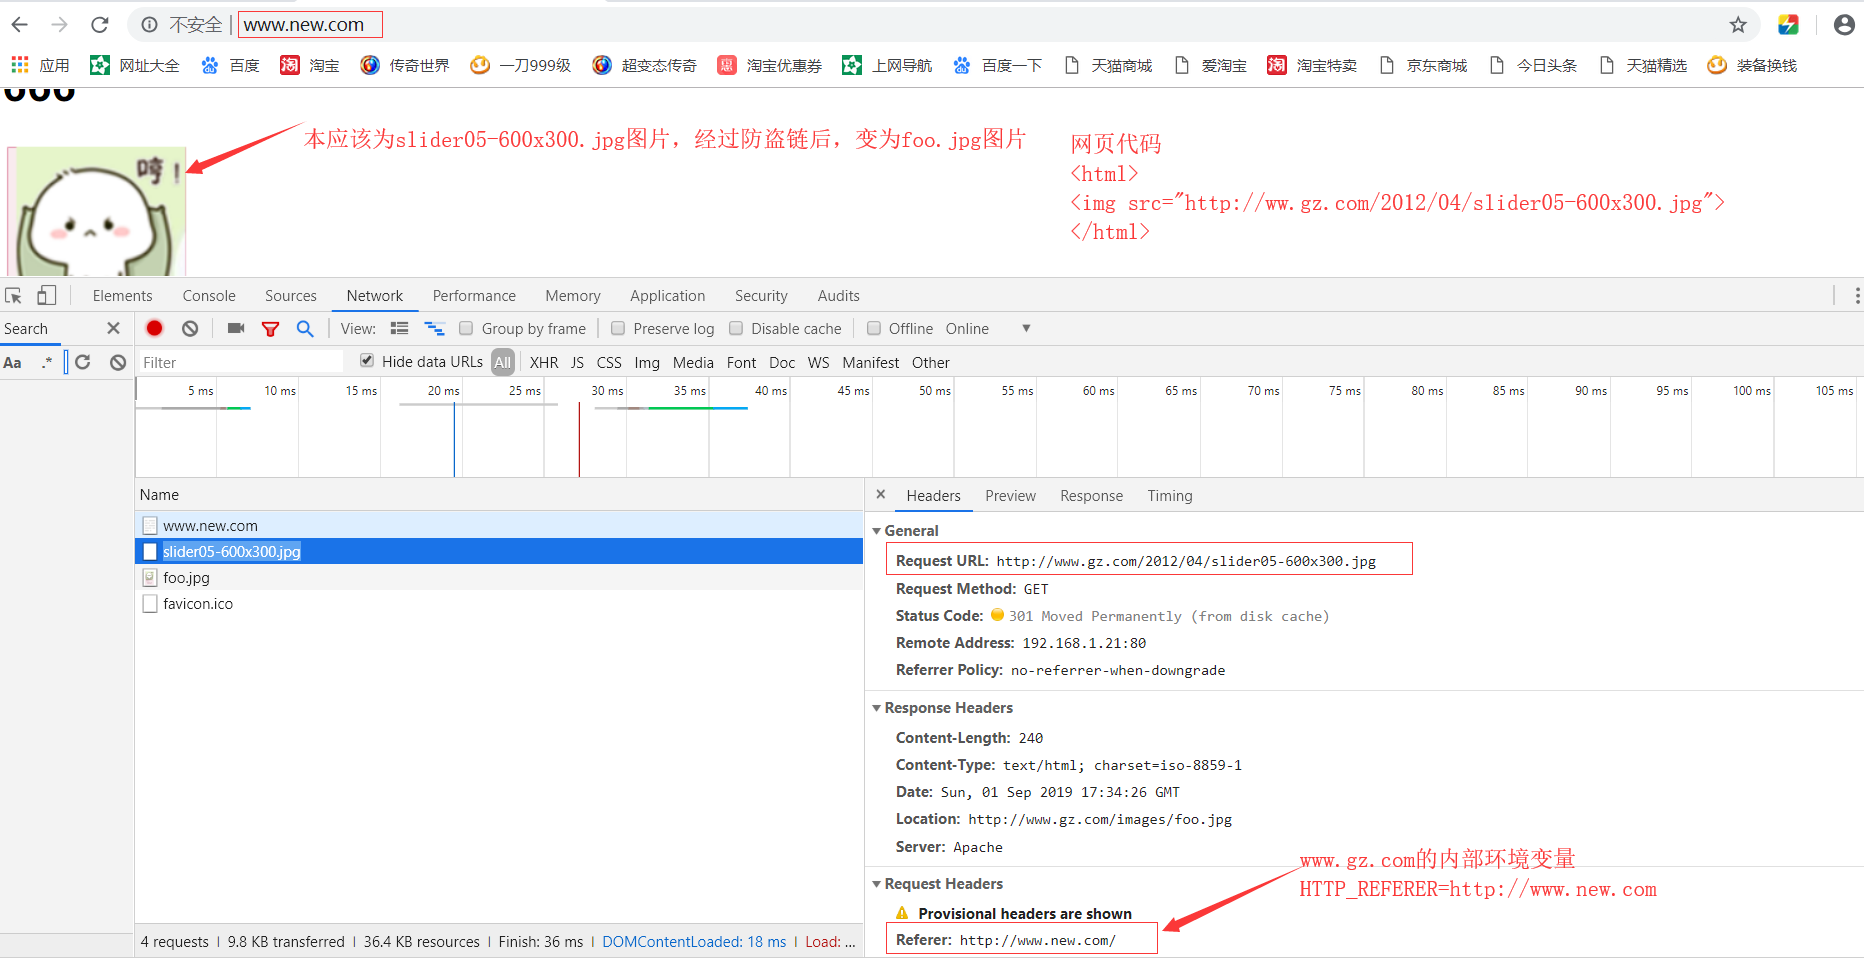 不安全 | www.new.com
应用 网址大全 百度 淘宝 传奇世界 一刀999级 超变态传奇 淘宝优惠券 上网导航 百度一下 天猫商城 爱淘宝 淘宝特卖 京东商城 今日头条 天猫精选 装备换钱
本应该为slider05-600x300.jpg图片，经过防盗链后，变为foo.jpg图片
哼！
网页代码
<html>
<img src="http://ww.gz.com/2012/04/slider05-600x300.jpg">
</html>
Elements Console Sources Network Performance Memory Application Security Audits
Search
View: Group by frame Preserve log Disable cache Offline Online
Aa .*
Filter Hide data URLs All XHR JS CSS Img Media Font Doc WS Manifest Other
5 ms 10 ms 15 ms 20 ms 25 ms 30 ms 35 ms 40 ms 45 ms 50 ms 55 ms 60 ms 65 ms 70 ms 75 ms 80 ms 85 ms 90 ms 95 ms 100 ms 105 ms
Name
www.new.com
slider05-600x300.jpg
foo.jpg
favicon.ico
4 requests | 9.8 KB transferred | 36.4 KB resources | Finish: 36 ms | DOMContentLoaded: 18 ms | Load: ...
Headers Preview Response Timing
General
Request URL: http://www.gz.com/2012/04/slider05-600x300.jpg
Request Method: GET
Status Code: 301 Moved Permanently (from disk cache)
Remote Address: 192.168.1.21:80
Referrer Policy: no-referrer-when-downgrade
Response Headers
Content-Length: 240
Content-Type: text/html; charset=iso-8859-1
Date: Sun, 01 Sep 2019 17:34:26 GMT
Location: http://www.gz.com/images/foo.jpg
Server: Apache
www.gz.com的内部环境变量
HTTP_REFERER=http://www.new.com
Request Headers
Provisional headers are shown
Referer: http://www.new.com/